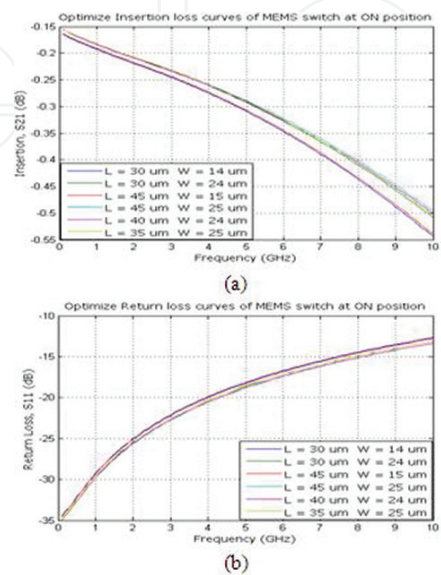 Optimize Insertion loss curves of MEMS switch at ON position
Insertion, S21 (dB)
-0.15
-0.2
-0.25
-0.3
-0.35
-0.4
-0.45
-0.5
-0.55
L = 30 um W = 14 um
L = 30 um W = 24 um
L = 45 um W = 15 um
L = 45 um W = 25 um
L = 40 um W = 24 um
L = 35 um W = 25 um
0 1 2 3 4 5 6 7 8 9 10
Frequency (GHz)
(a)
Optimize Return loss curves of MEMS switch at ON position
Return Loss, S11 (dB)
-10
-15
-20
-25
-30
-35
L = 30 um W = 14 um
L = 30 um W = 24 um
L = 45 um W = 15 um
L = 45 um W = 25 um
L = 40 um W = 24 um
L = 35 um W = 25 um
0 1 2 3 4 5 6 7 8 9 10
Frequency (GHz)
(b)